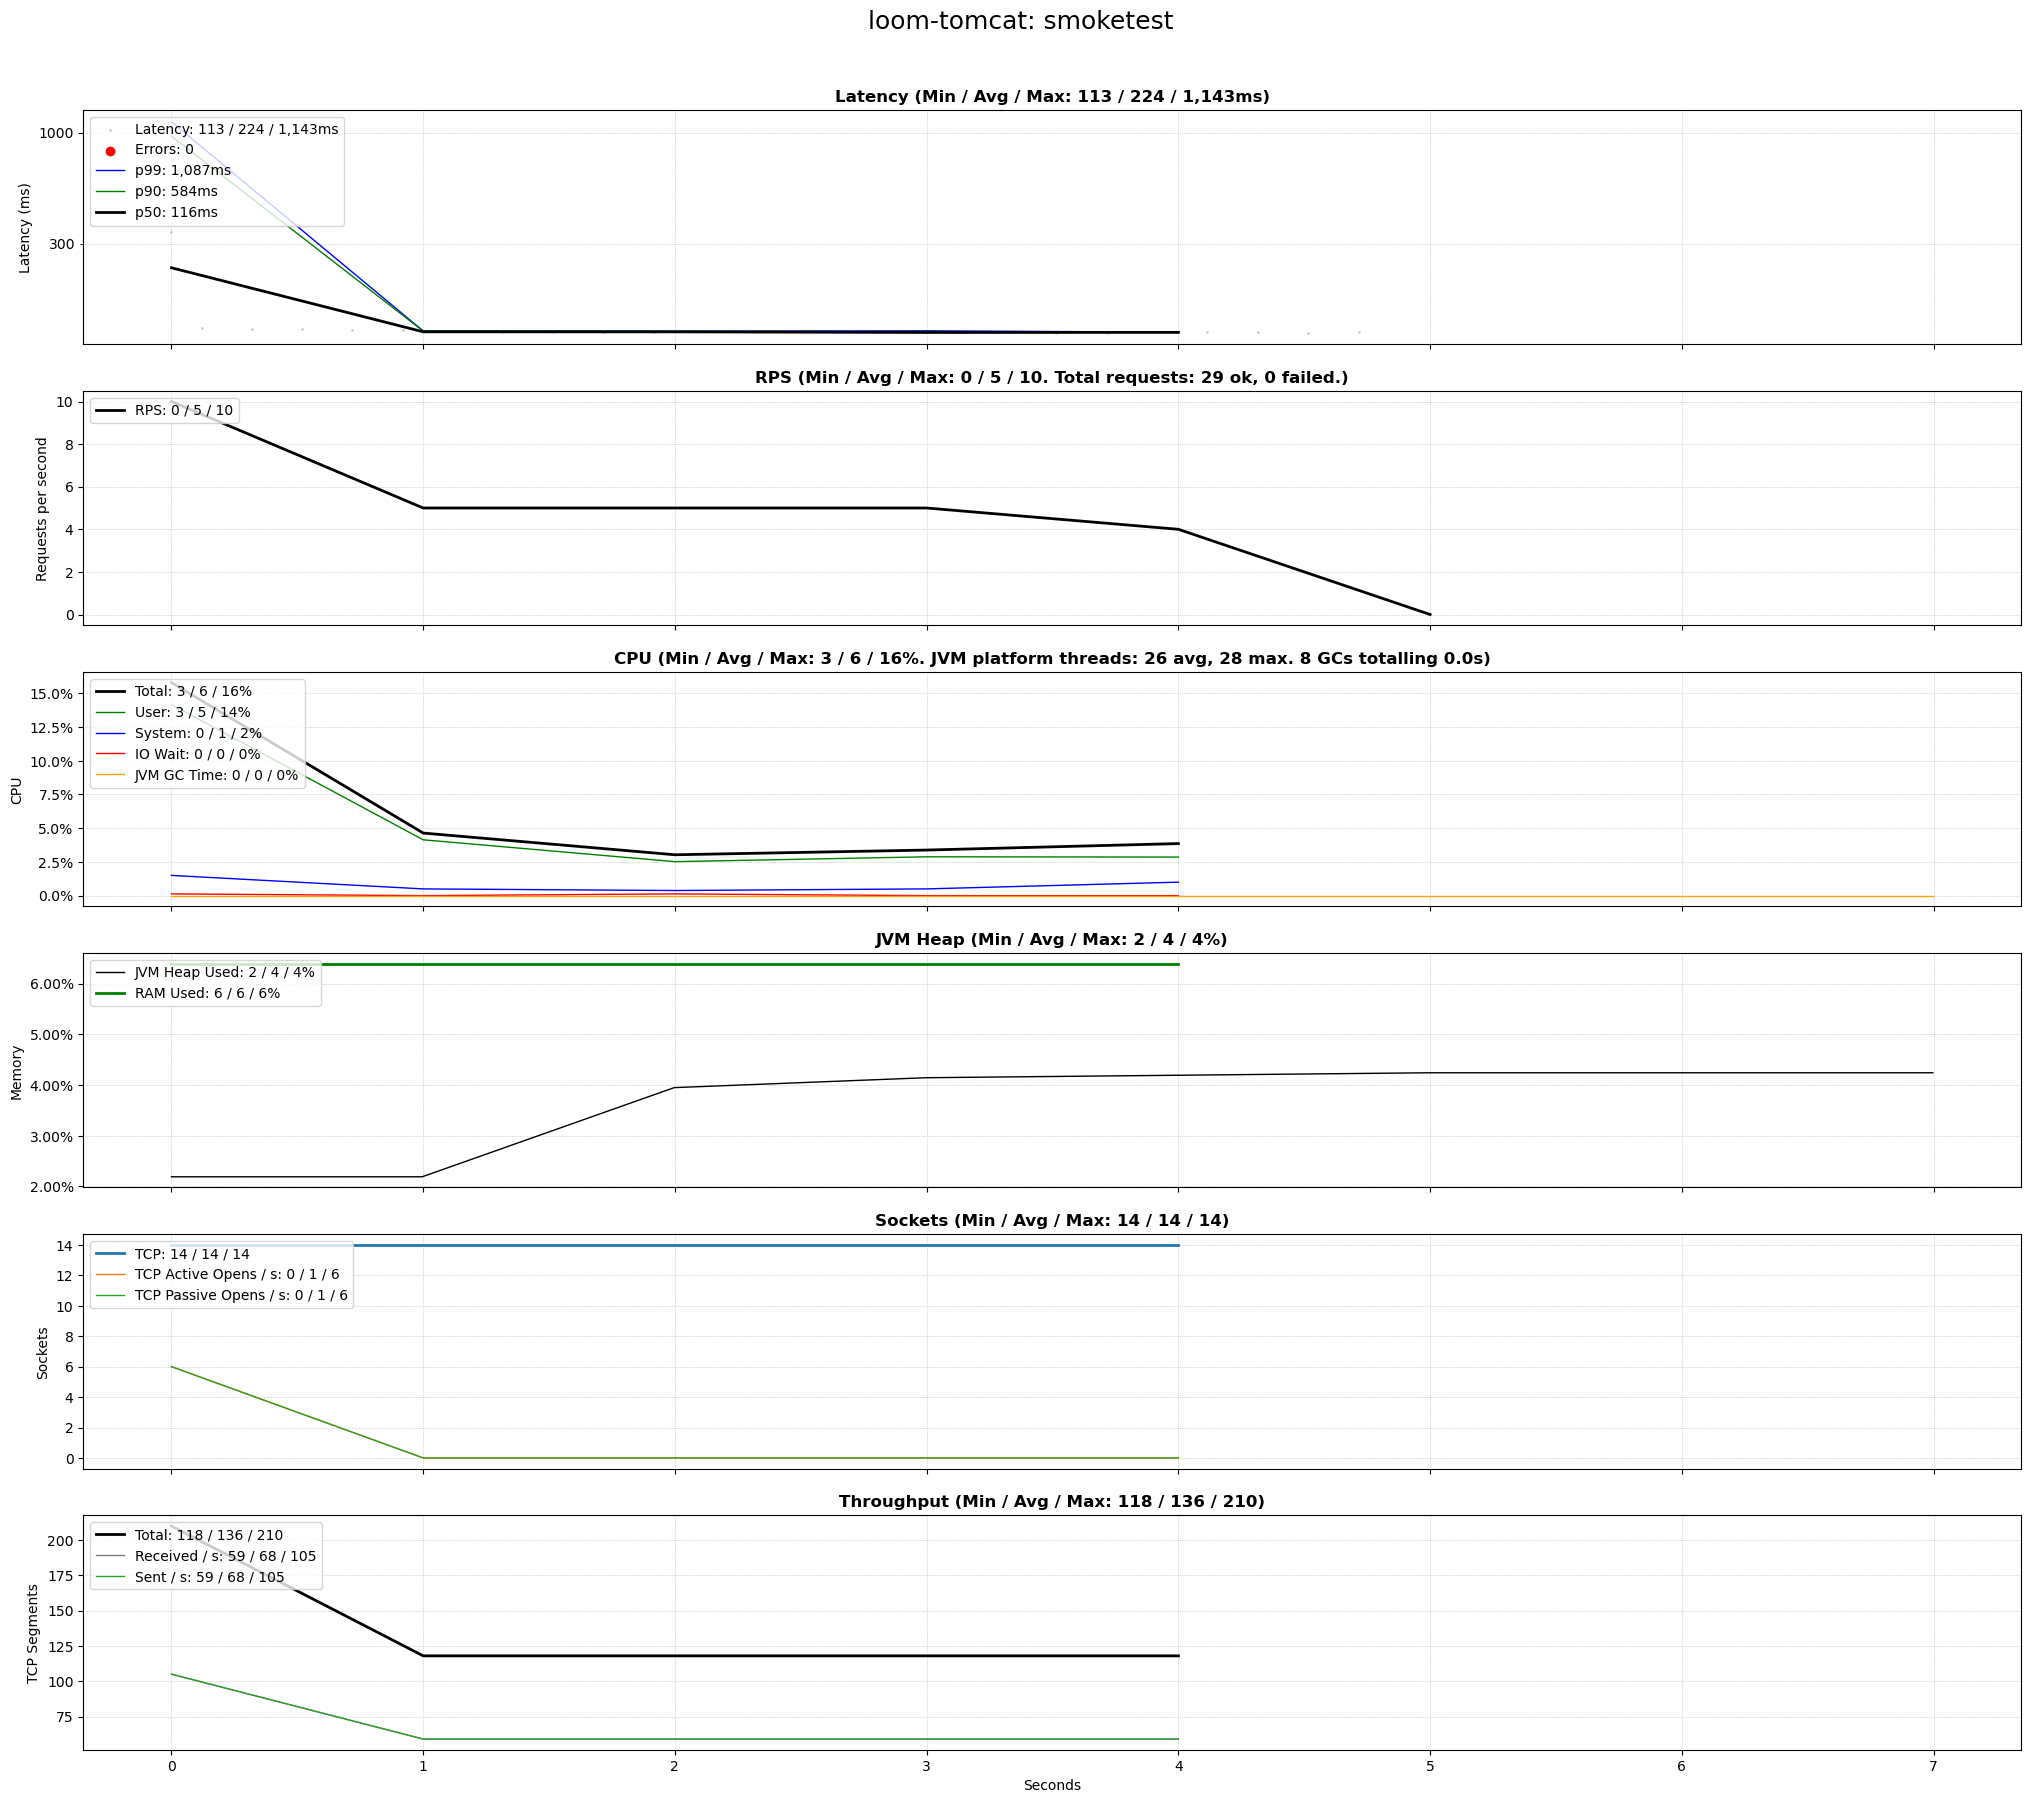 loom-tomcat: smoketest
Latency (Min / Avg / Max: 113 / 224 / 1,143ms)
Latency: 113 / 224 / 1,143ms
Errors: 0
p99: 1,087ms
p90: 584ms
p50: 116ms
1000
300
Latency (ms)
RPS (Min / Avg / Max: 0 / 5 / 10. Total requests: 29 ok, 0 failed.)
RPS: 0 / 5 / 10
10
8
6
4
2
0
Requests per second
CPU (Min / Avg / Max: 3 / 6 / 16%. JVM platform threads: 26 avg, 28 max. 8 GCs totalling 0.0s)
Total: 3 / 6 / 16%
User: 3 / 5 / 14%
System: 0 / 1 / 2%
IO Wait: 0 / 0 / 0%
JVM GC Time: 0 / 0 / 0%
15.0%
12.5%
10.0%
7.5%
5.0%
2.5%
0.0%
CPU
JVM Heap (Min / Avg / Max: 2 / 4 / 4%)
JVM Heap Used: 2 / 4 / 4%
RAM Used: 6 / 6 / 6%
6.00%
5.00%
4.00%
3.00%
2.00%
Memory
Sockets (Min / Avg / Max: 14 / 14 / 14)
TCP: 14 / 14 / 14
TCP Active Opens / s: 0 / 1 / 6
TCP Passive Opens / s: 0 / 1 / 6
14
12
10
8
6
4
2
0
Sockets
Throughput (Min / Avg / Max: 118 / 136 / 210)
Total: 118 / 136 / 210
Received / s: 59 / 68 / 105
Sent / s: 59 / 68 / 105
200
175
150
125
100
75
TCP Segments
0 1 2 3 4 5 6 7
Seconds